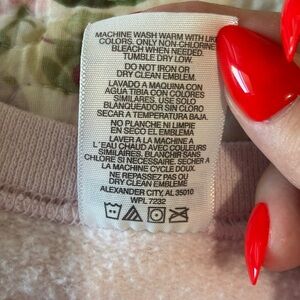 MACHINE WASH WARM WITH LIKE
COLORS. ONLY NON-CHLORINE
BLEACH WHEN NEEDED.
TUMBLE DRY LOW.
DO NOT IRON OR
DRY CLEAN EMBLEM.
LAVADO A MAQUINA CON
AGUA TIBIA CON COLORES
SIMILARES. USE SOLO
BLANQUEADOR SIN GLORO
SECAR A TEMPERATURA BAJA.
NO PLANCHE NI LIMPIE
EN SECO EL EMBLEMA.
LAVER A LA MACHINE A
L'EAU CHAUD AVEC COULEURS
SIMILAIRES. BLANCHIR SANS
CHLORE SI NECESSAIRE. SECHER A
LA MACHINE CYCLE DOUX.
NE REPASSEZ PAS OU
DRY CLEAN EMBLEME
ALEXANDER CITY, AL 35010
WPL 7232